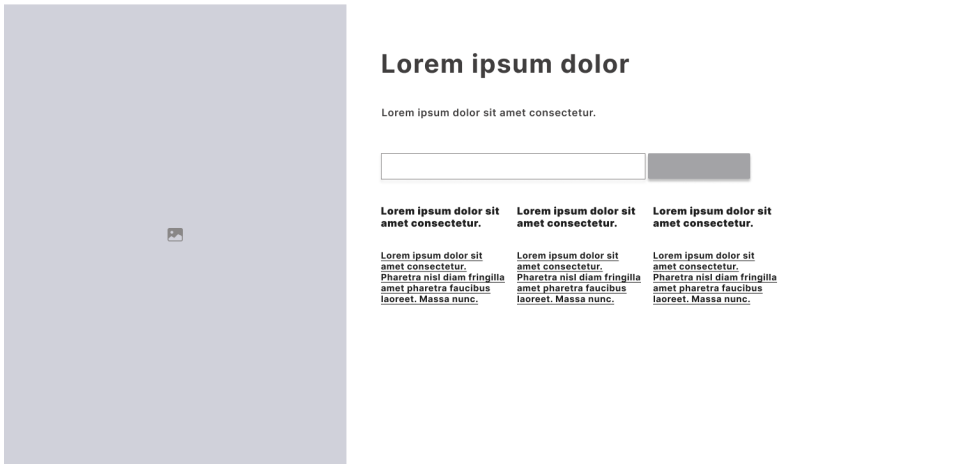 Lorem ipsum dolor
Lorem ipsum dolor sit amet consectetur.
Lorem ipsum dolor sit
amet consectetur.
Lorem ipsum dolor sit
amet consectetur.
Pharetra nisl diam fringilla
amet pharetra faucibus
laoreet. Massa nunc.
Lorem ipsum dolor sit
amet consectetur.
Lorem ipsum dolor sit
amet consectetur.
Pharetra nisl diam fringilla
amet pharetra faucibus
laoreet. Massa nunc.
Lorem ipsum dolor sit
amet consectetur.
Lorem ipsum dolor sit
amet consectetur.
Pharetra nisl diam fringilla
amet pharetra faucibus
laoreet. Massa nunc.